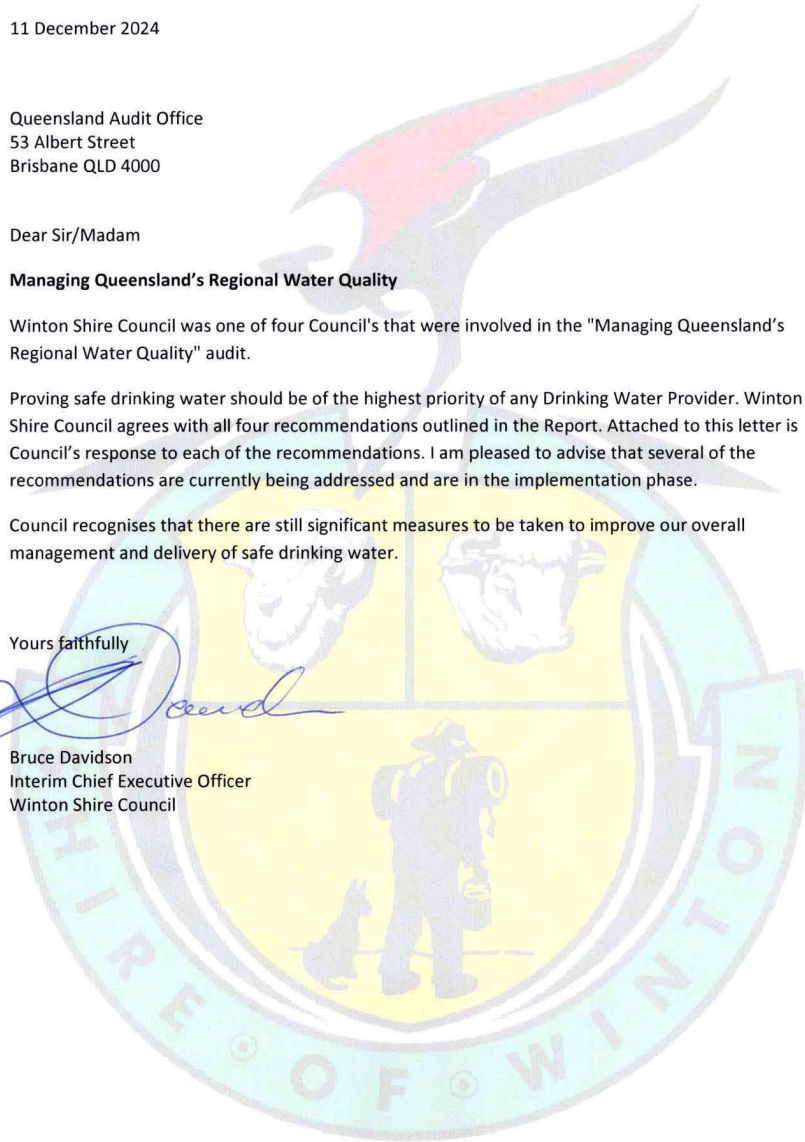 11 December 2024
Queensland Audit Office
53 Albert Street
Brisbane QLD 4000
Dear Sir/Madam
Managing Queensland's Regional Water Quality
Winton Shire Council was one of four Council's that were involved in the "Managing Queensland's
Regional Water Quality" audit.
Proving safe drinking water should be of the highest priority of any Drinking Water Provider. Winton
Shire Council agrees with all four recommendations outlined in the Report. Attached to this letter is
Council's response to each of the recommendations. I am pleased to advise that several of the
recommendations are currently being addressed and are in the implementation phase.
Council recognises that there are still significant measures to be taken to improve our overall
management and delivery of safe drinking water.
Yours faithfully
Bruce Davidson
Interim Chief Executive Officer
Winton Shire Council
SHIRE OF WINTON